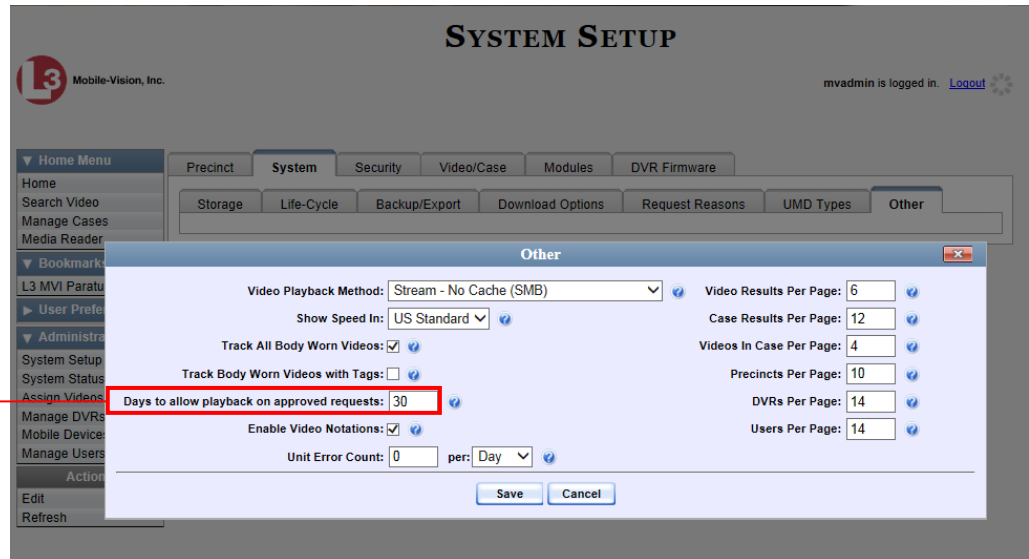 SYSTEM SETUP
L3 Mobile-Vision, Inc.
mvadmin is logged in. Logout
▼ Home Menu
Home
Search Video
Manage Cases
Media Reader
▼ Bookmarks
L3 MVI Paratu
▶ User Prefe
▼ Administra
System Setup
System Status
Assign Videos
Manage DVRs
Mobile Devices
Manage Users
Action
Edit
Refresh
Precinct System Security Video/Case Modules DVR Firmware
Storage Life-Cycle Backup/Export Download Options Request Reasons UMD Types Other
Other
Video Playback Method: Stream - No Cache (SMB)
Show Speed In: US Standard
Track All Body Worn Videos:
Track Body Worn Videos with Tags:
Days to allow playback on approved requests: 30
Enable Video Notations:
Unit Error Count: 0 per: Day
Video Results Per Page: 6
Case Results Per Page: 12
Videos In Case Per Page: 4
Precincts Per Page: 10
DVRs Per Page: 14
Users Per Page: 14
Save Cancel